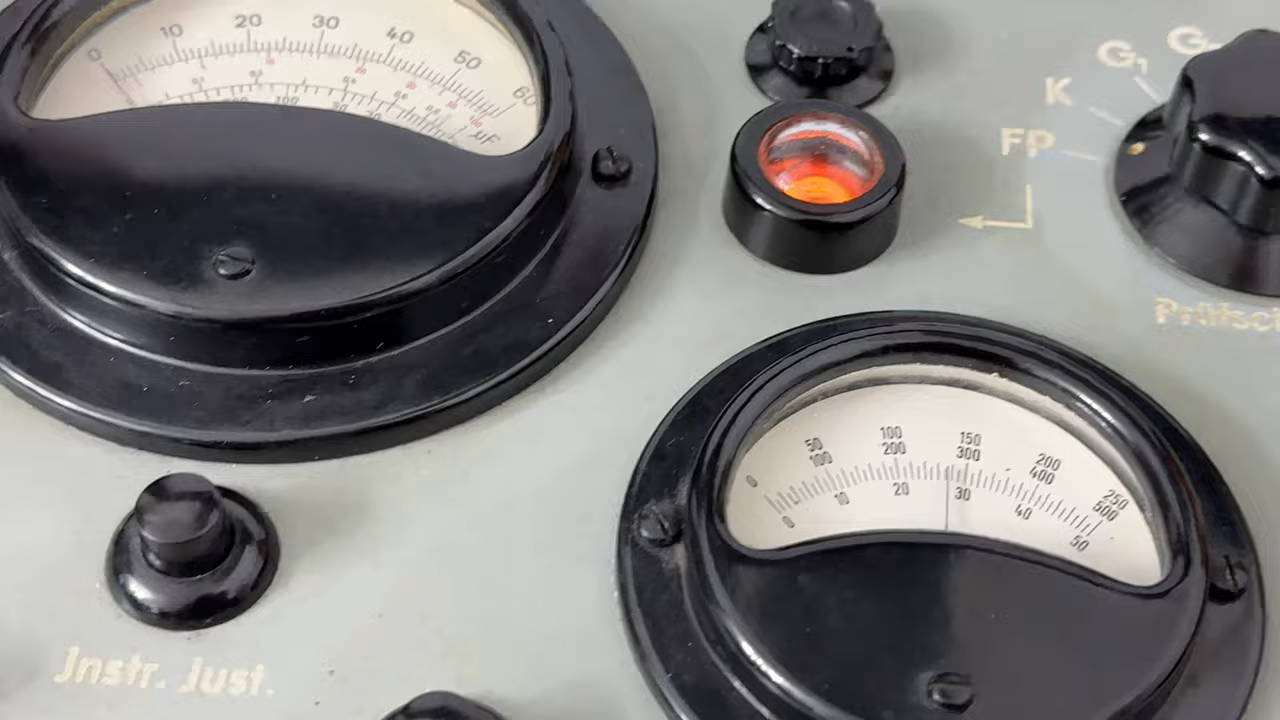 0 10 20 30 40 50 60
µF
G₁
K
FP
0 50 100 150 200 250
100 200 300 400 500
0 10 20 30 40 50
Jnstr. Just.